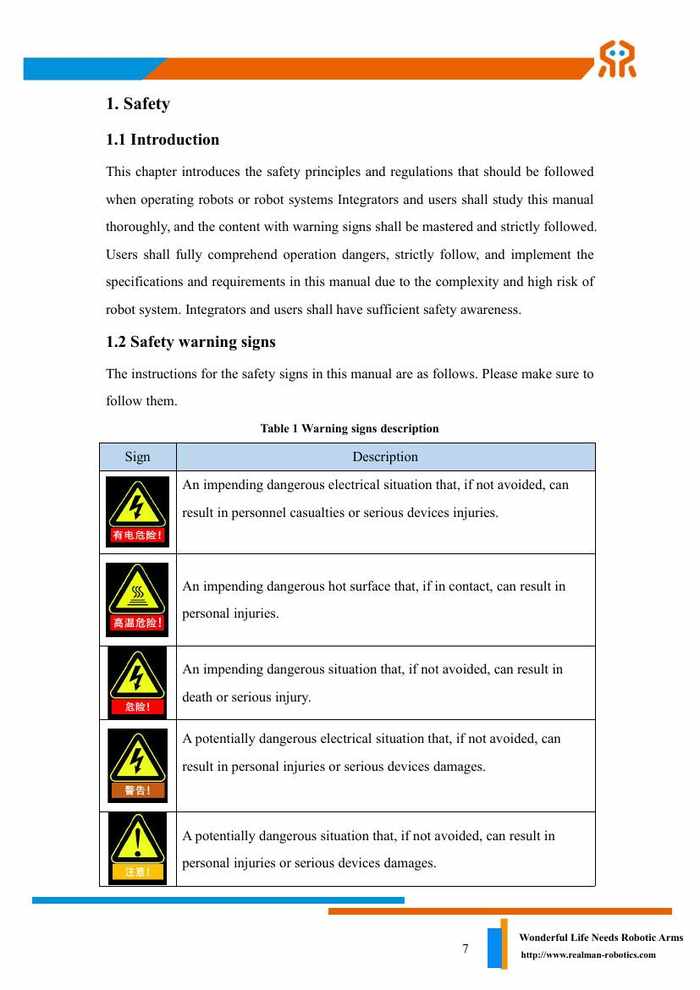 1. Safety
1.1 Introduction
This chapter introduces the safety principles and regulations that should be followed
when operating robots or robot systems Integrators and users shall study this manual
thoroughly, and the content with warning signs shall be mastered and strictly followed.
Users shall fully comprehend operation dangers, strictly follow, and implement the
specifications and requirements in this manual due to the complexity and high risk of
robot system. Integrators and users shall have sufficient safety awareness.
1.2 Safety warning signs
The instructions for the safety signs in this manual are as follows. Please make sure to
follow them.
Table 1 Warning signs description
Sign Description
An impending dangerous electrical situation that, if not avoided, can
result in personnel casualties or serious devices injuries.
有电危险!
An impending dangerous hot surface that, if in contact, can result in
personal injuries.
高温危险!
An impending dangerous situation that, if not avoided, can result in
death or serious injury.
危险!
A potentially dangerous electrical situation that, if not avoided, can
result in personal injuries or serious devices damages.
警告!
A potentially dangerous situation that, if not avoided, can result in
personal injuries or serious devices damages.
注意!
7
Wonderful Life Needs Robotic Arms
http://www.realman-robotics.com